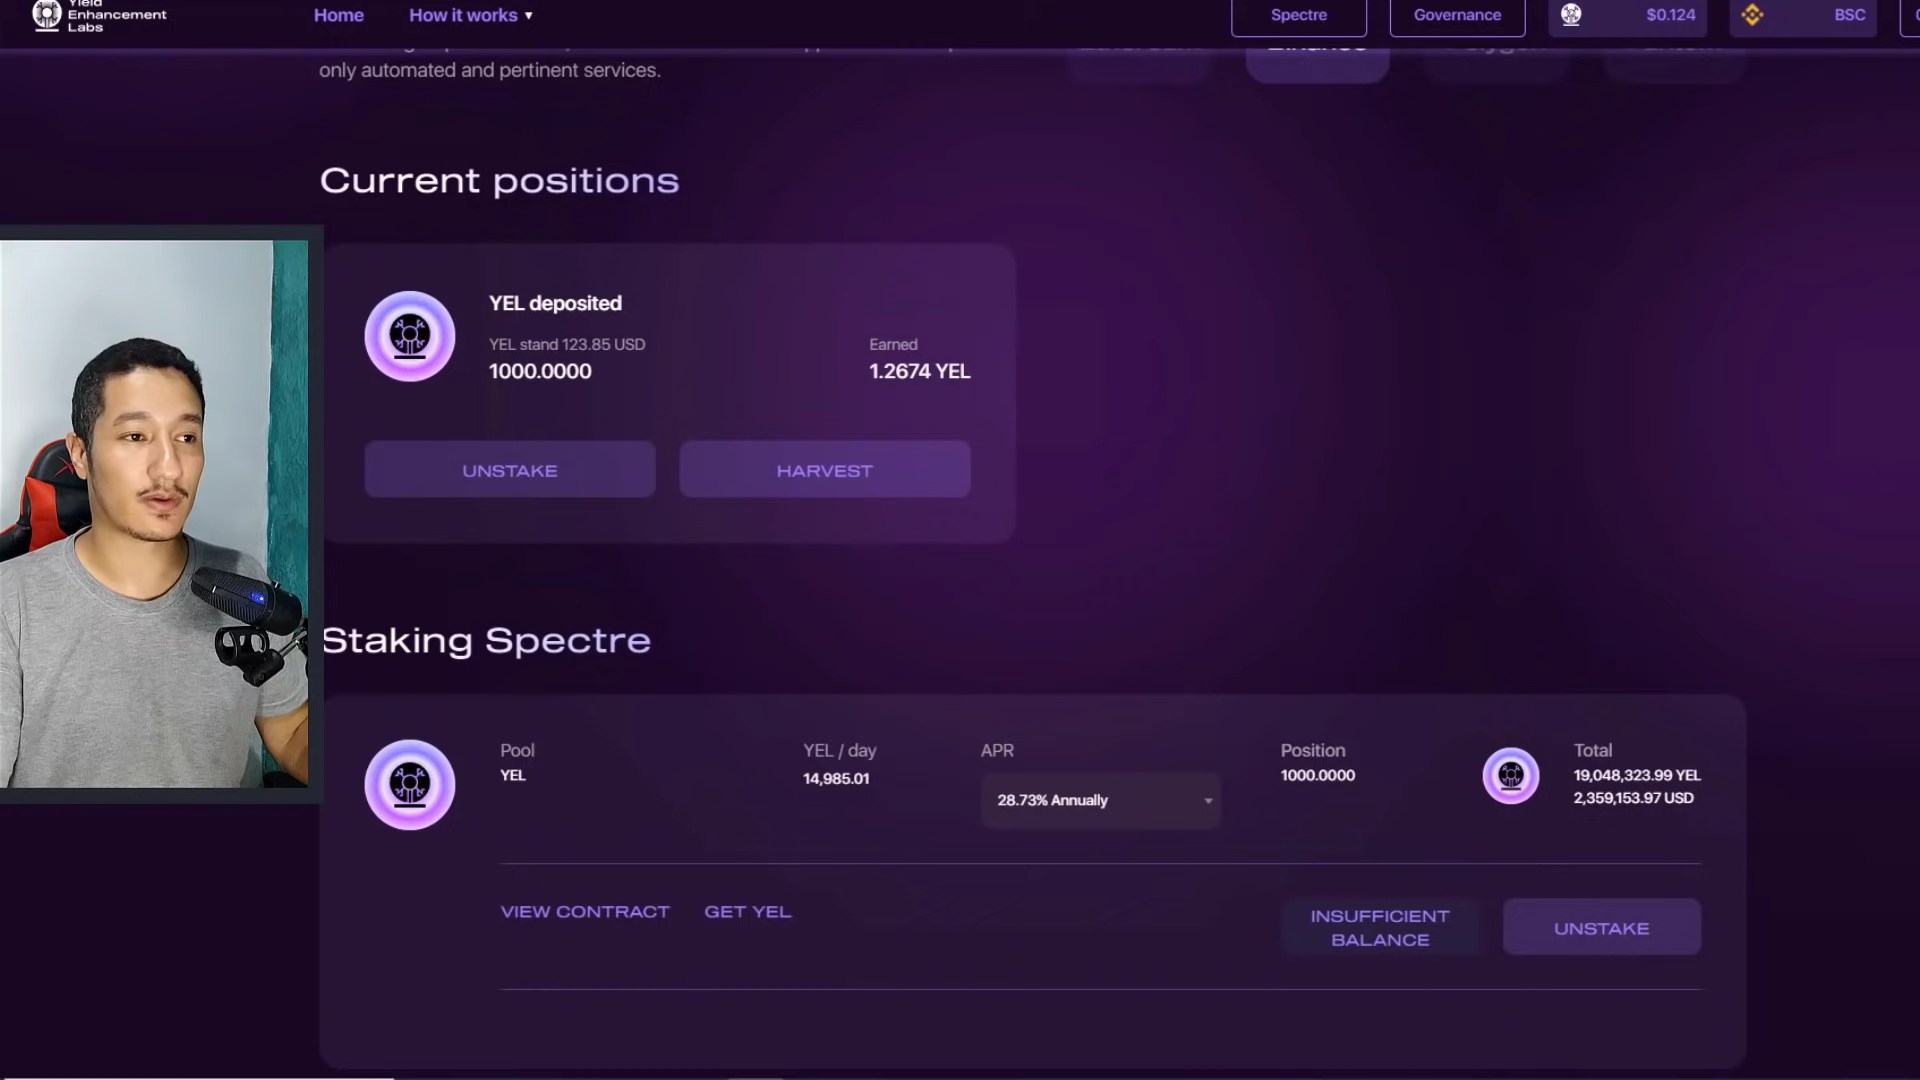 Yield
Enhancement
Labs
Home
How it works ▾
Spectre
Governance
$0.124
BSC
only automated and pertinent services.
Binance
Current positions
YEL deposited
YEL stand 123.85 USD
1000.0000
Earned
1.2674 YEL
UNSTAKE
HARVEST
Staking Spectre
Pool
YEL
YEL / day
14,985.01
APR
28.73% Annually
Position
1000.0000
Total
19,048,323.99 YEL
2,359,153.97 USD
VIEW CONTRACT
GET YEL
INSUFFICIENT
BALANCE
UNSTAKE